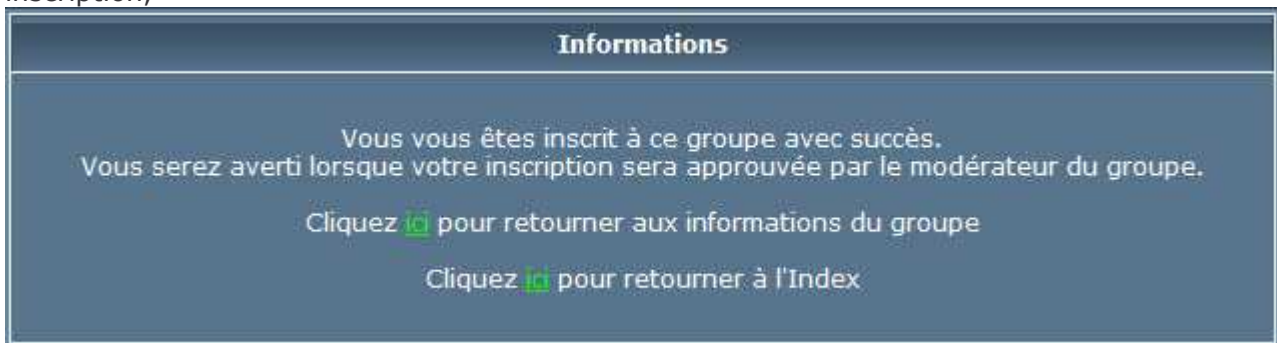 inscription)
Informations
Vous vous êtes inscrit à ce groupe avec succès.
Vous serez averti lorsque votre inscription sera approuvée par le modérateur du groupe.
Cliquez ici pour retourner aux informations du groupe
Cliquez ici pour retourner à l'Index